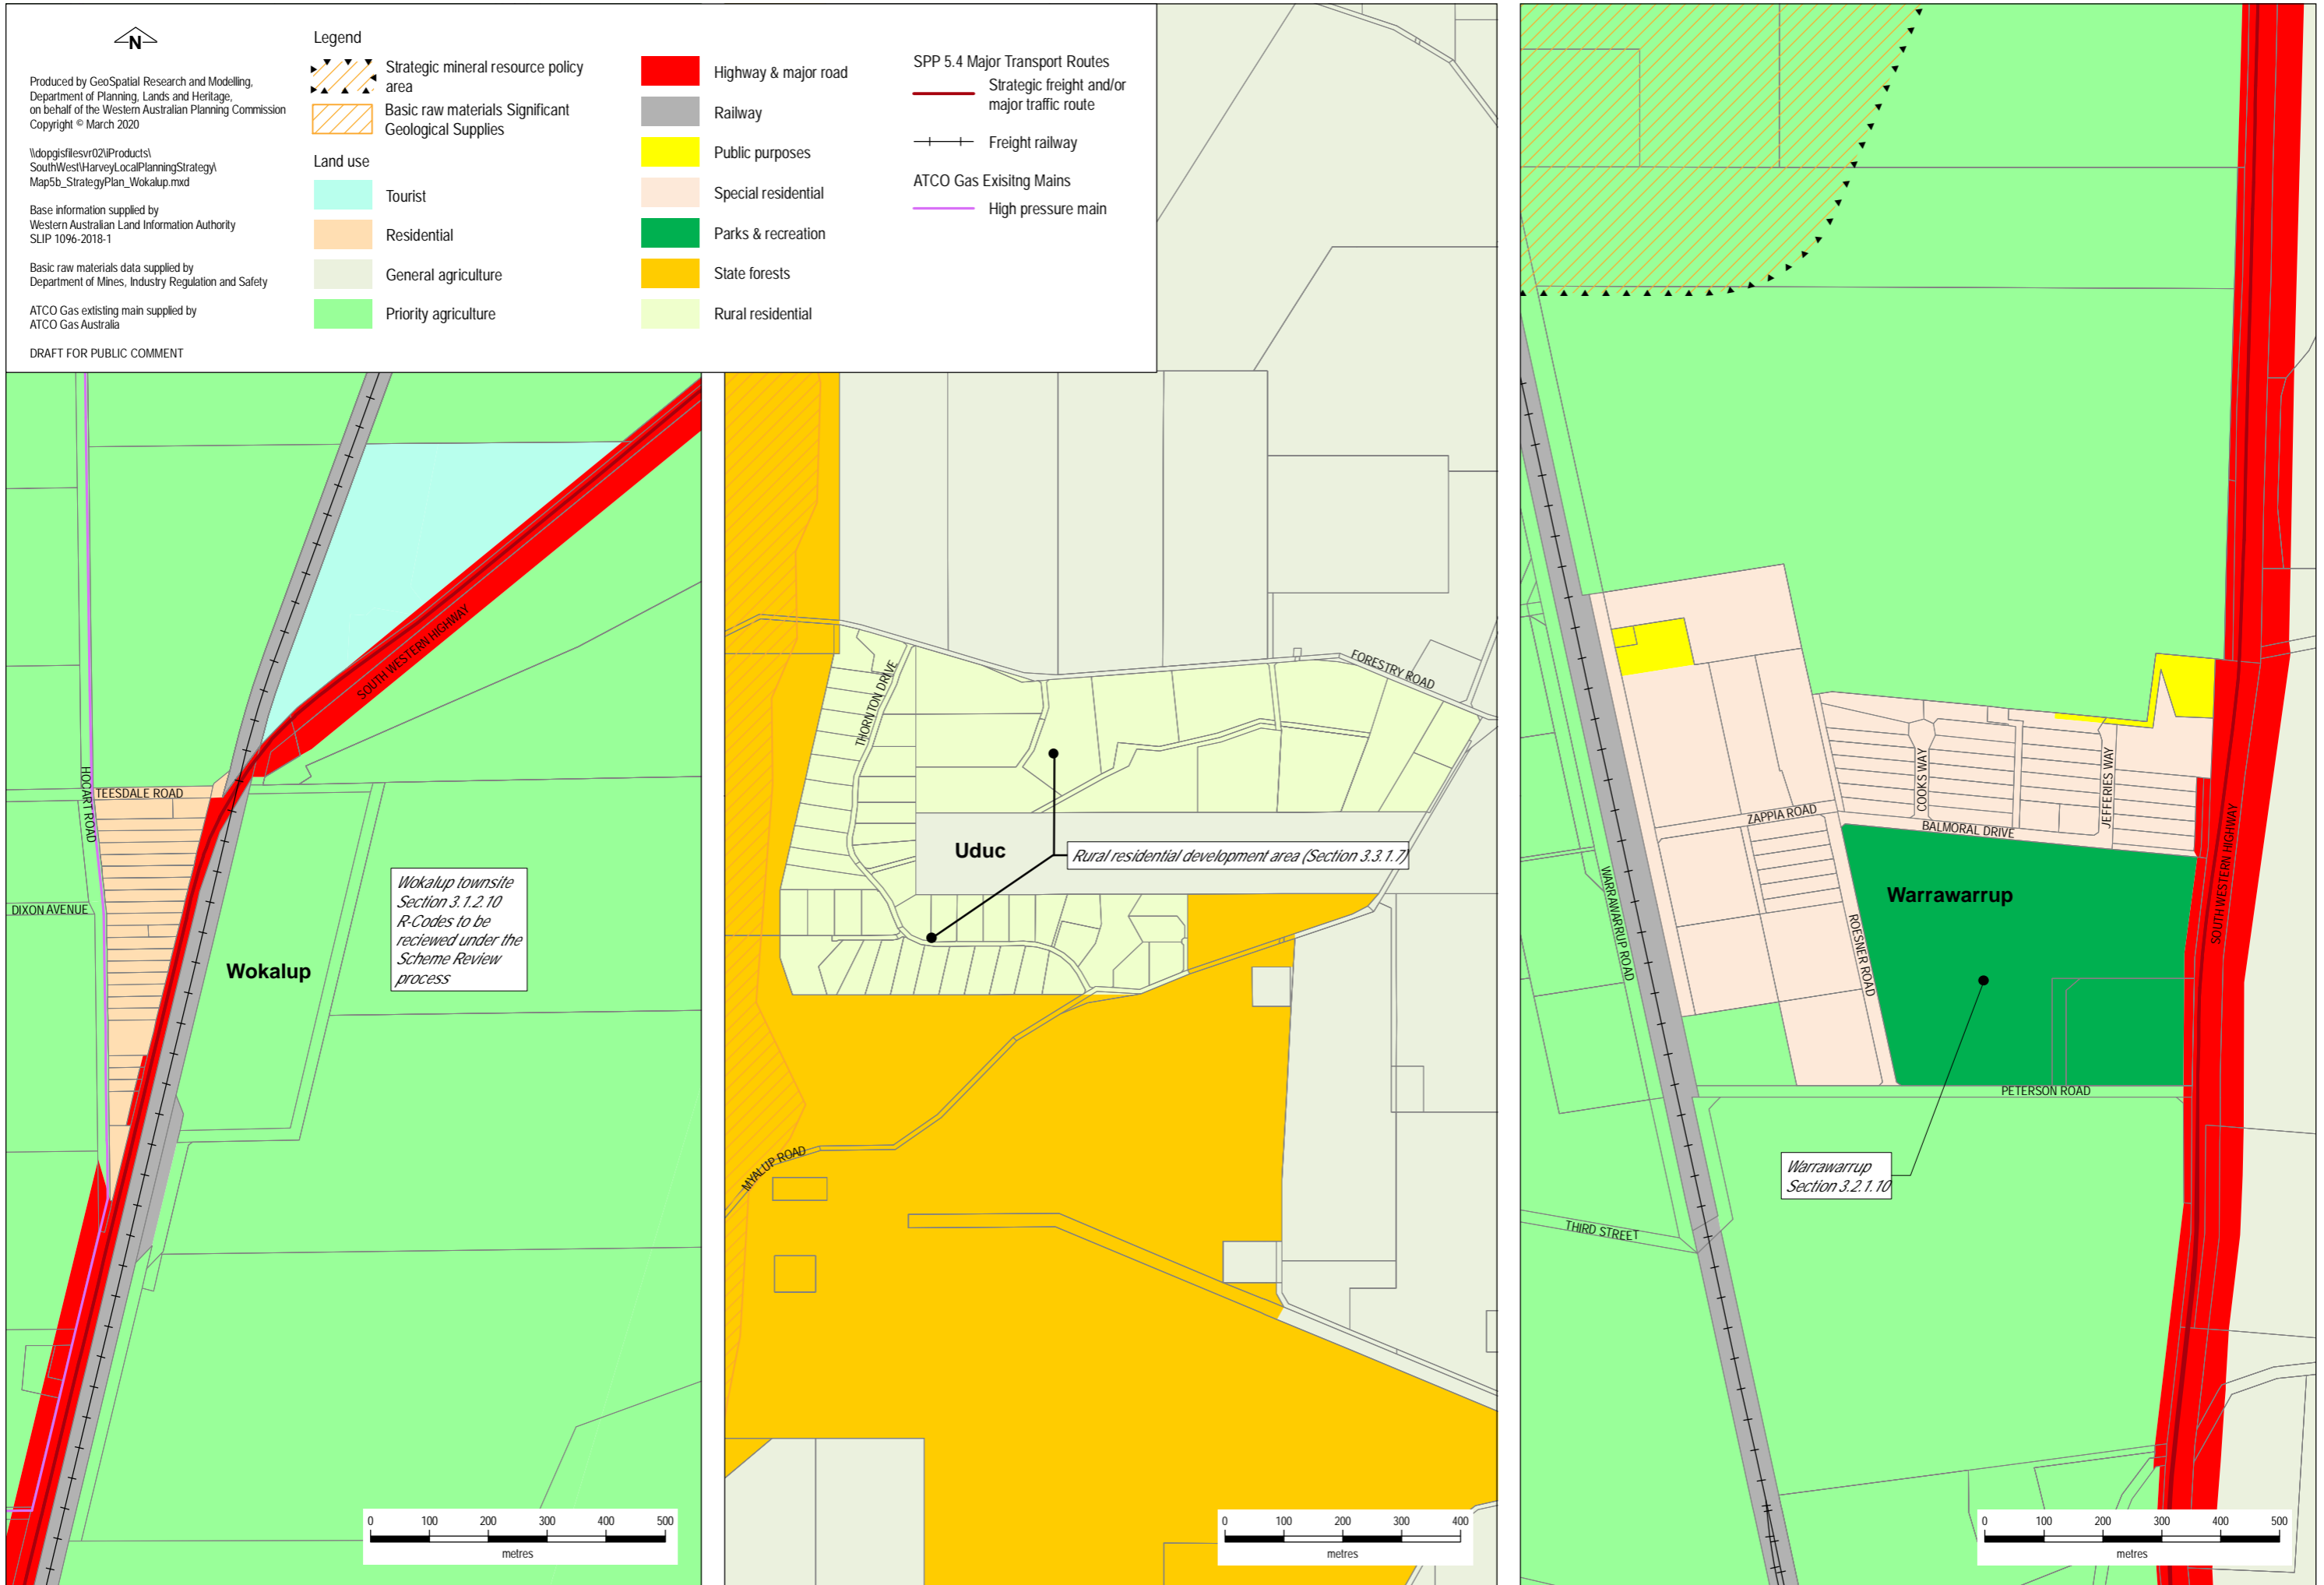 N
Produced by GeoSpatial Research and Modelling,
Department of Planning, Lands and Heritage,
on behalf of the Western Australian Planning Commission
Copyright © March 2020
\\dopgisfilesvr02\iProducts\
SouthWest\HarveyLocalPlanningStrategy\
Map5b_StrategyPlan_Wokalup.mxd
Base information supplied by
Western Australian Land Information Authority
SLIP 1096-2018-1
Basic raw materials data supplied by
Department of Mines, Industry Regulation and Safety
ATCO Gas existing main supplied by
ATCO Gas Australia
DRAFT FOR PUBLIC COMMENT
Legend
Strategic mineral resource policy
area
Basic raw materials Significant
Geological Supplies
Land use
Tourist
Residential
General agriculture
Priority agriculture
Highway & major road
Railway
Public purposes
Special residential
Parks & recreation
State forests
Rural residential
SPP 5.4 Major Transport Routes
Strategic freight and/or
major traffic route
Freight railway
ATCO Gas Exisitng Mains
High pressure main
SOUTH WESTERN HIGHWAY
HOCART ROAD
TEESDALE ROAD
DIXON AVENUE
Wokalup townsite
Section 3.1.2.10
R-Codes to be
reciewed under the
Scheme Review
process
Wokalup
0 100 200 300 400 500
metres
THORNTON DRIVE
FORESTRY ROAD
Uduc
Rural residential development area (Section 3.3.1.7)
MYALUP ROAD
0 100 200 300 400
metres
COOKS WAY
JEFFERIES WAY
ZAPPIA ROAD
BALMORAL DRIVE
SOUTH WESTERN HIGHWAY
WARRAWARRUP ROAD
Warrawarrup
ROESNER ROAD
PETERSON ROAD
Warrawarrup
Section 3.2.1.10
THIRD STREET
0 100 200 300 400 500
metres